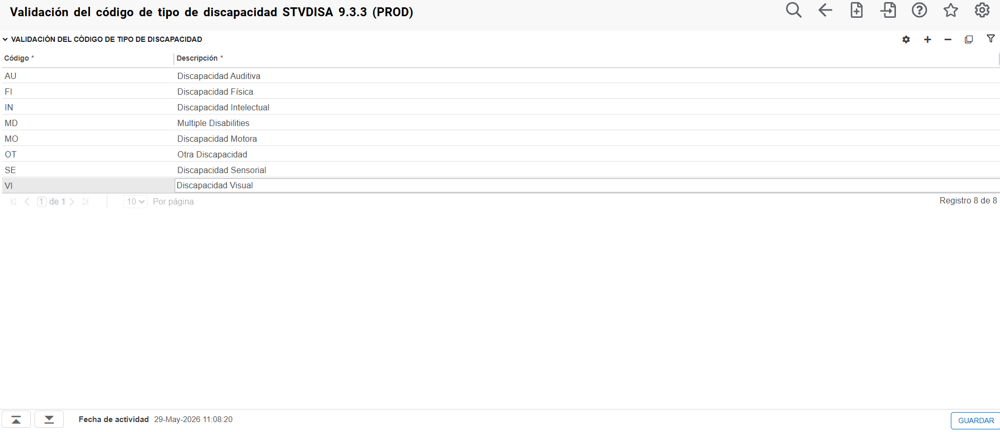 Validación del código de tipo de discapacidad STVDISA 9.3.3 (PROD)
VALIDACIÓN DEL CÓDIGO DE TIPO DE DISCAPACIDAD
Código * Descripción *
AU Discapacidad Auditiva
FI Discapacidad Física
IN Discapacidad Intelectual
MD Multiple Disabilities
MO Discapacidad Motora
OT Otra Discapacidad
SE Discapacidad Sensorial
VI Discapacidad Visual
1 de 1 10 Por página Registro 8 de 8
Fecha de actividad 29-May-2026 11:08:20 GUARDAR